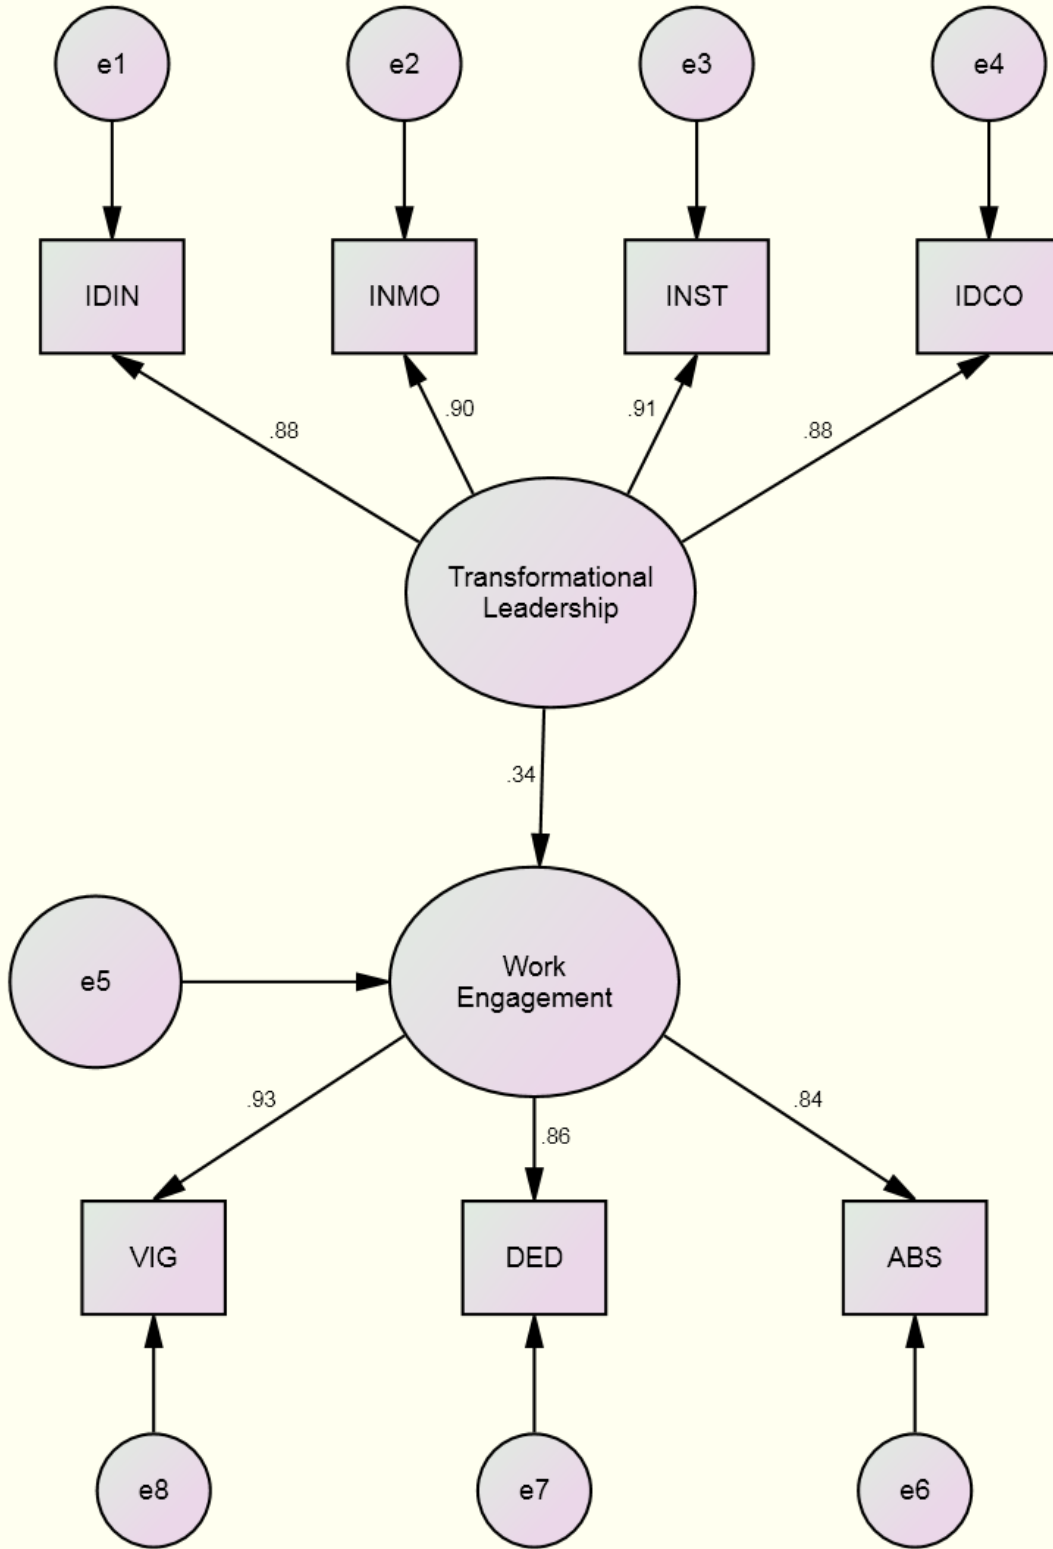 e1
e2
e3
e4
IDIN
INMO
INST
IDCO
.88
.90
.91
.88
Transformational
Leadership
.34
Work
Engagement
e5
.93
.86
.84
VIG
DED
ABS
e8
e7
e6